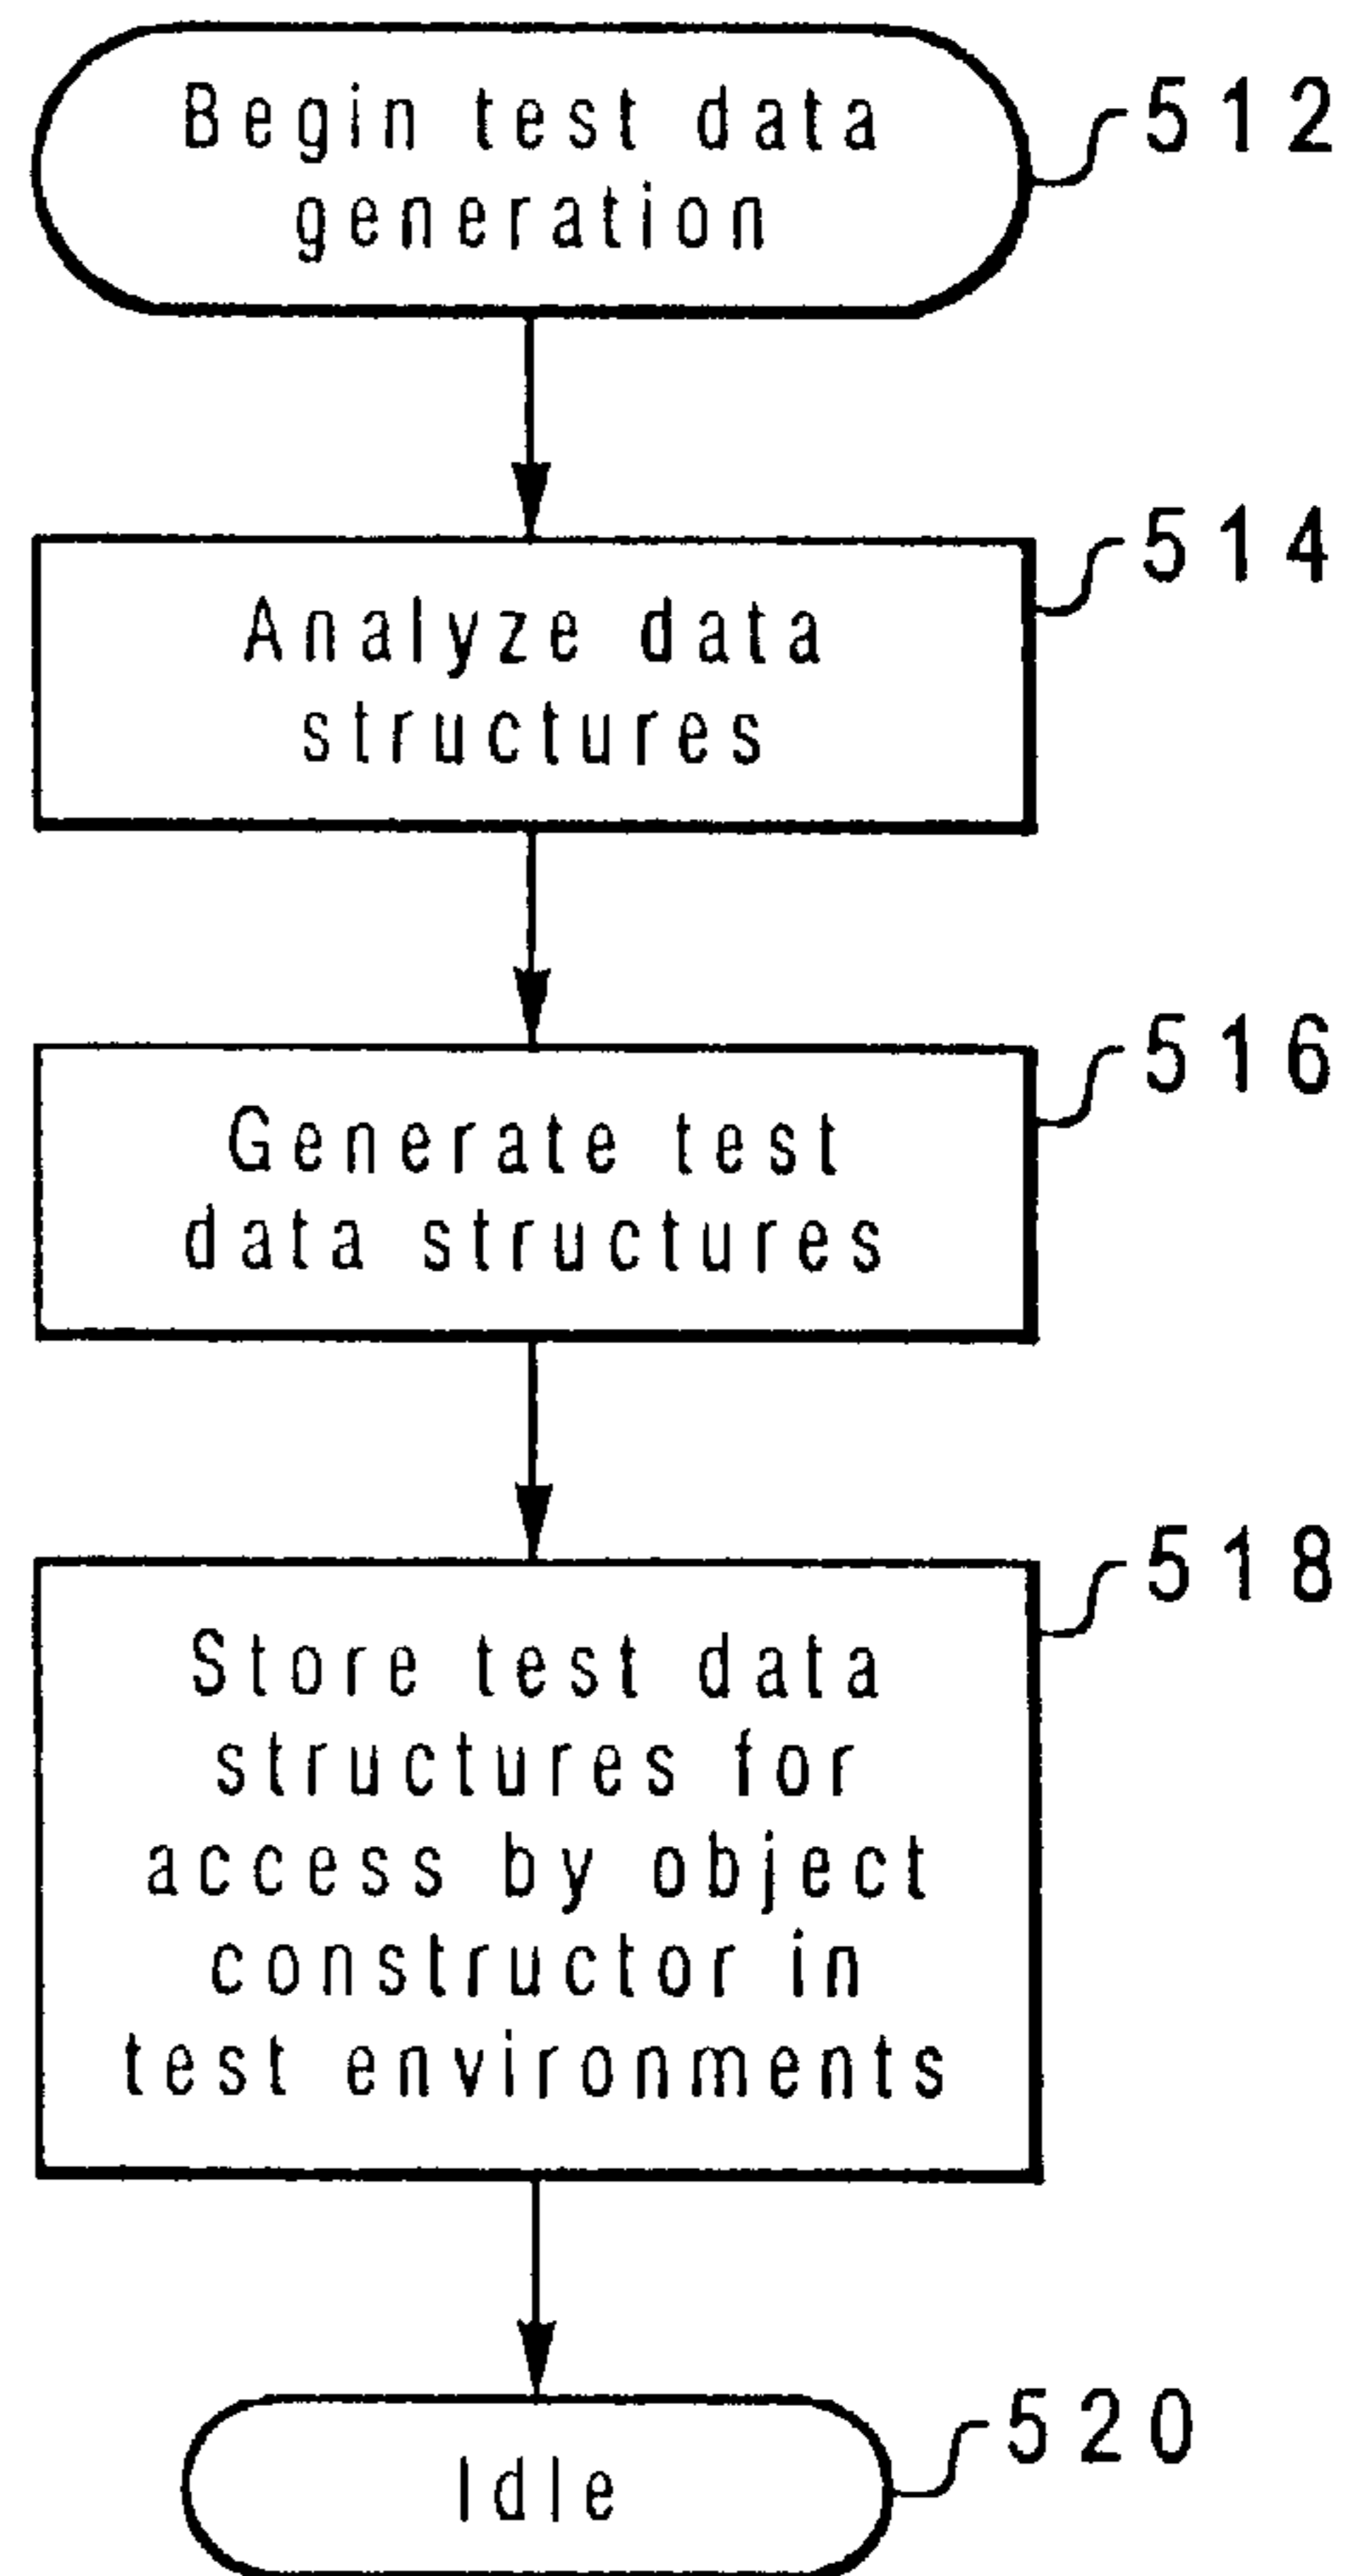 Begin test data
generation
512
Analyze data
structures
514
Generate test
data structures
516
Store test data
structures for
access by object
constructor in
test environments
518
Idle
520